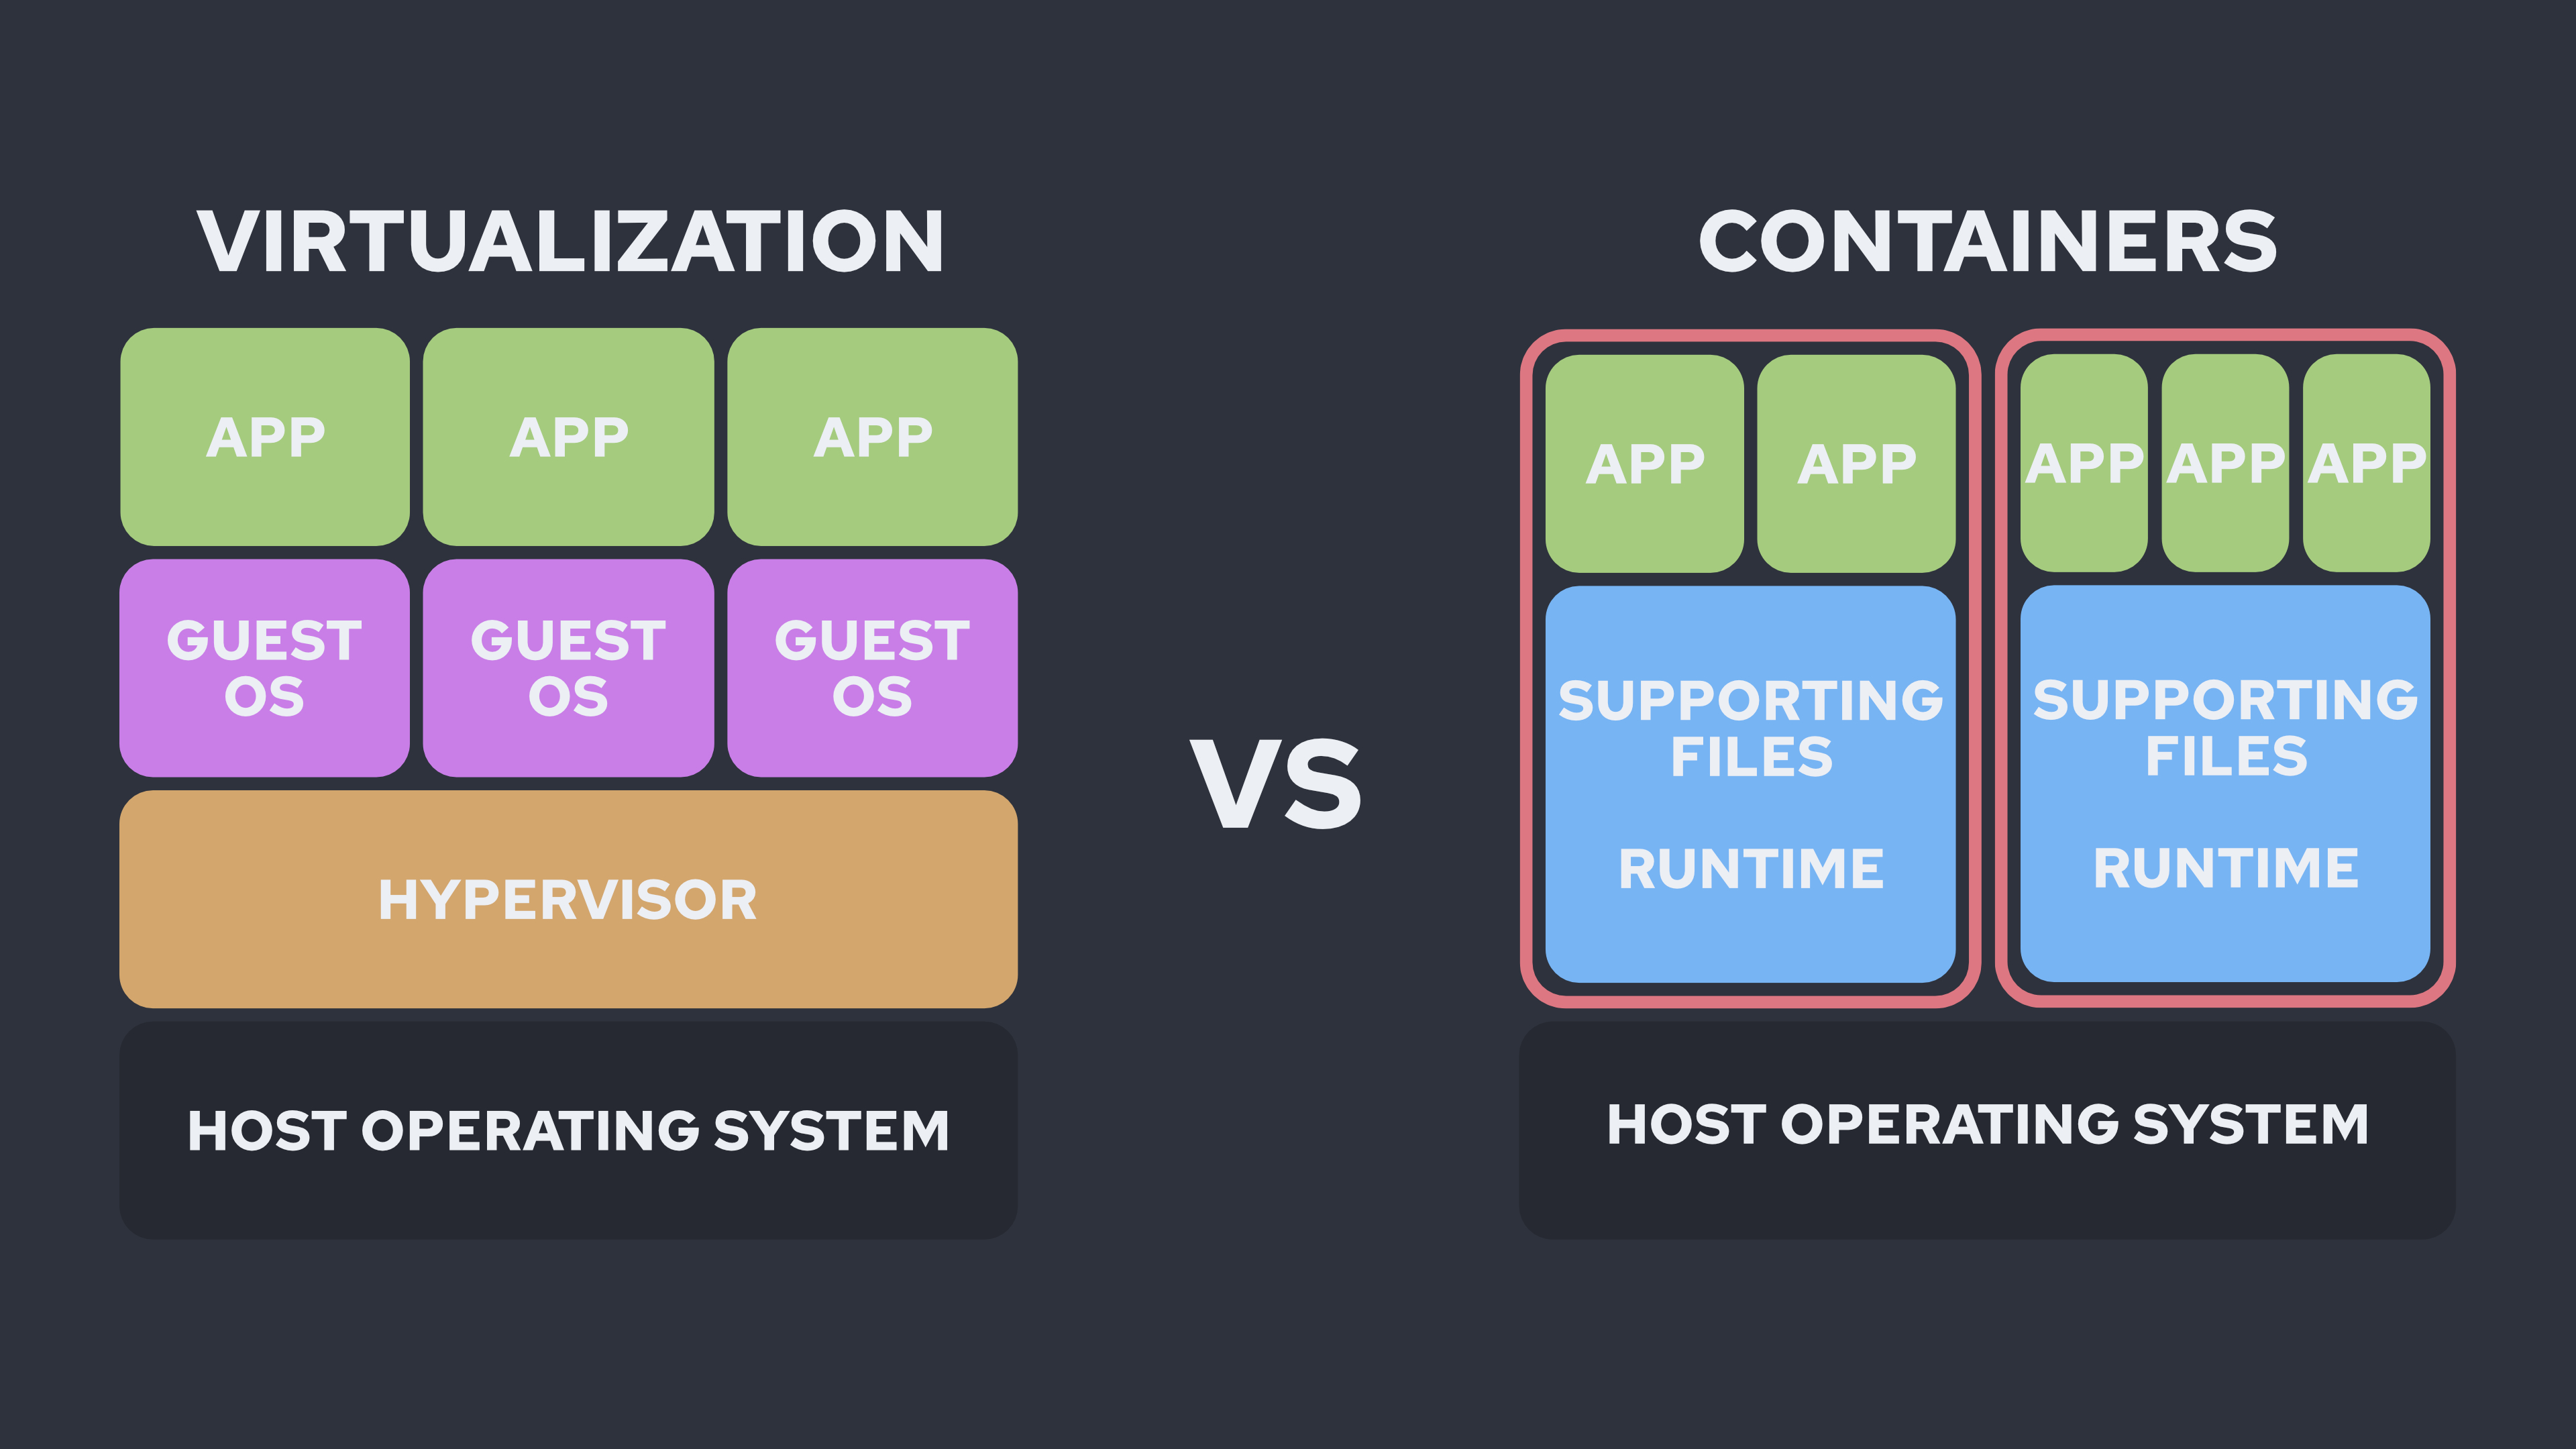 VIRTUALIZATION
APP
APP
APP
GUEST
OS
GUEST
OS
GUEST
OS
HYPERVISOR
HOST OPERATING SYSTEM
VS
CONTAINERS
APP
APP
SUPPORTING
FILES
RUNTIME
APP
APP
APP
SUPPORTING
FILES
RUNTIME
HOST OPERATING SYSTEM